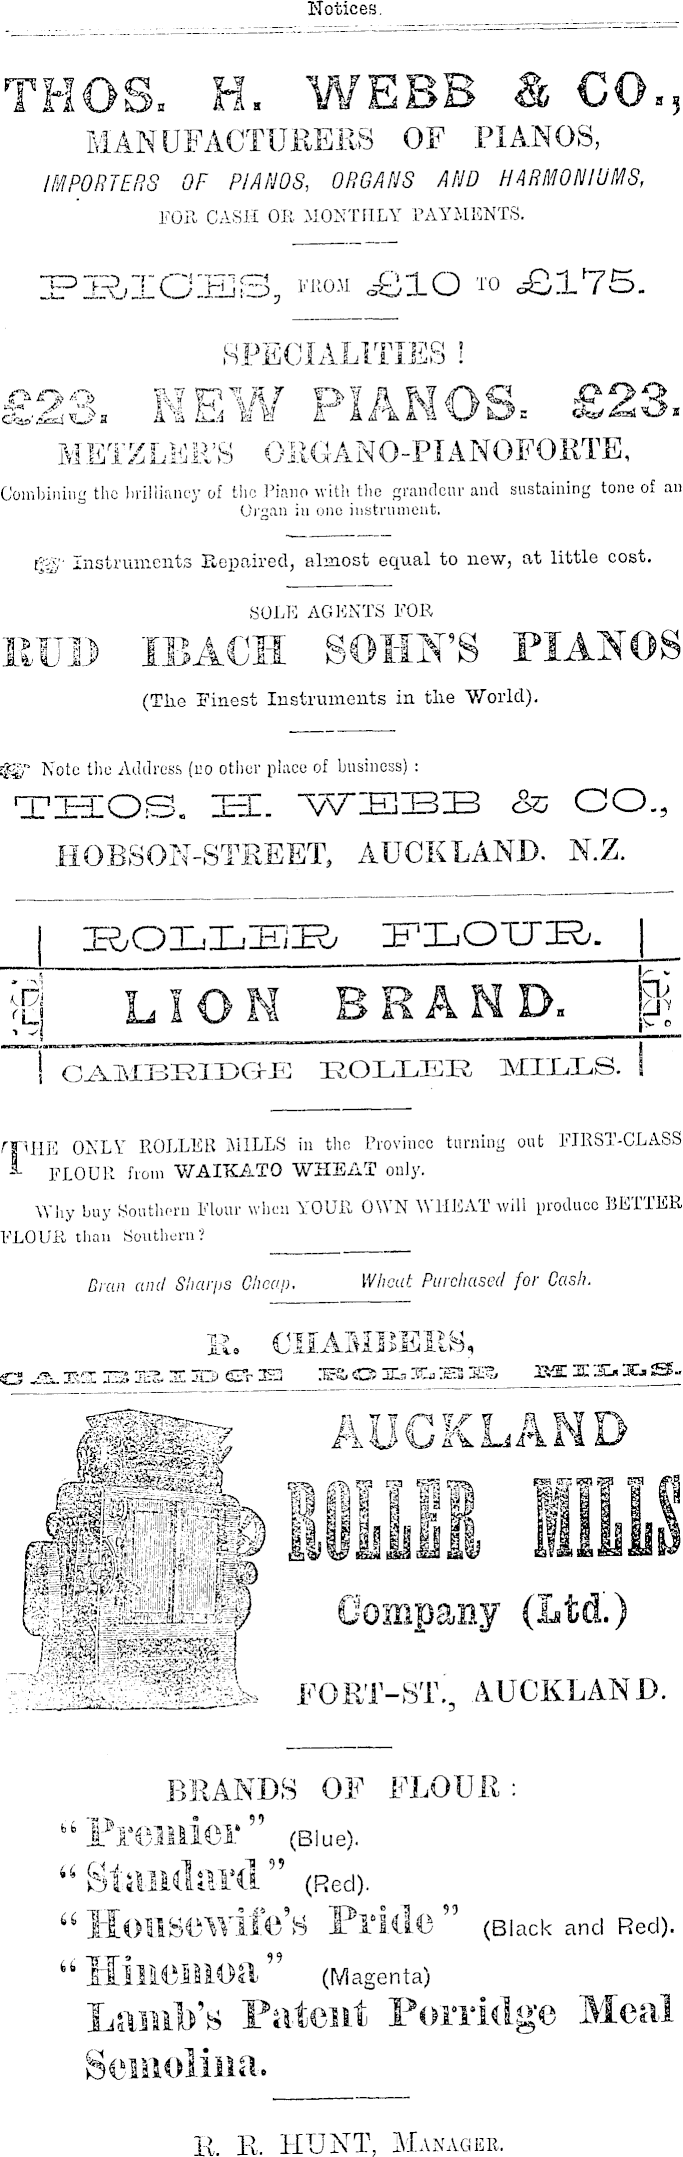 Notices.
THOS. H. WEBB & CO.,
MANUFACTURERS OF PIANOS,
IMPORTERS OF PIANOS, ORGANS AND HARMONIUMS,
FOR CASH OR MONTHLY PAYMENTS.
PRICES, FROM £10 TO £175.
SPECIALITIES!
£23. NEW PIANOS. £23.
METZLER'S ORGANO-PIANOFORTE,
Combining the brilliancy of the Piano with the grandeur and sustaining tone of an
Organ in one instrument.
Instruments Repaired, almost equal to new, at little cost.
SOLE AGENTS FOR
RUD IBACH SOHN'S PIANOS
(The Finest Instruments in the World).
Note the Address (no other place of business) :
THOS. H. WEBB & CO.,
HOBSON-STREET, AUCKLAND. N.Z.
ROLLER FLOUR.
LION BRAND.
CAMBRIDGE ROLLER MILLS.
THE ONLY ROLLER MILLS in the Province turning out FIRST-CLASS
FLOUR from WAIKATO WHEAT only.
Why buy Southern Flour when YOUR OWN WHEAT will produce BETTER
FLOUR than Southern?
Bran and Sharps Cheap. Wheat Purchased for Cash.
R. CHAMBERS,
CAMBRIDGE ROLLER MILLS.
AUCKLAND
ROLLER MILLS
Company (Ltd.)
FORT-ST., AUCKLAND.
BRANDS OF FLOUR :
"Premier" (Blue).
"Standard" (Red).
"Housewife's Pride" (Black and Red).
"Hinemoa" (Magenta)
Lamb's Patent Porridge Meal
Semolina.
R. R. HUNT, MANAGER.